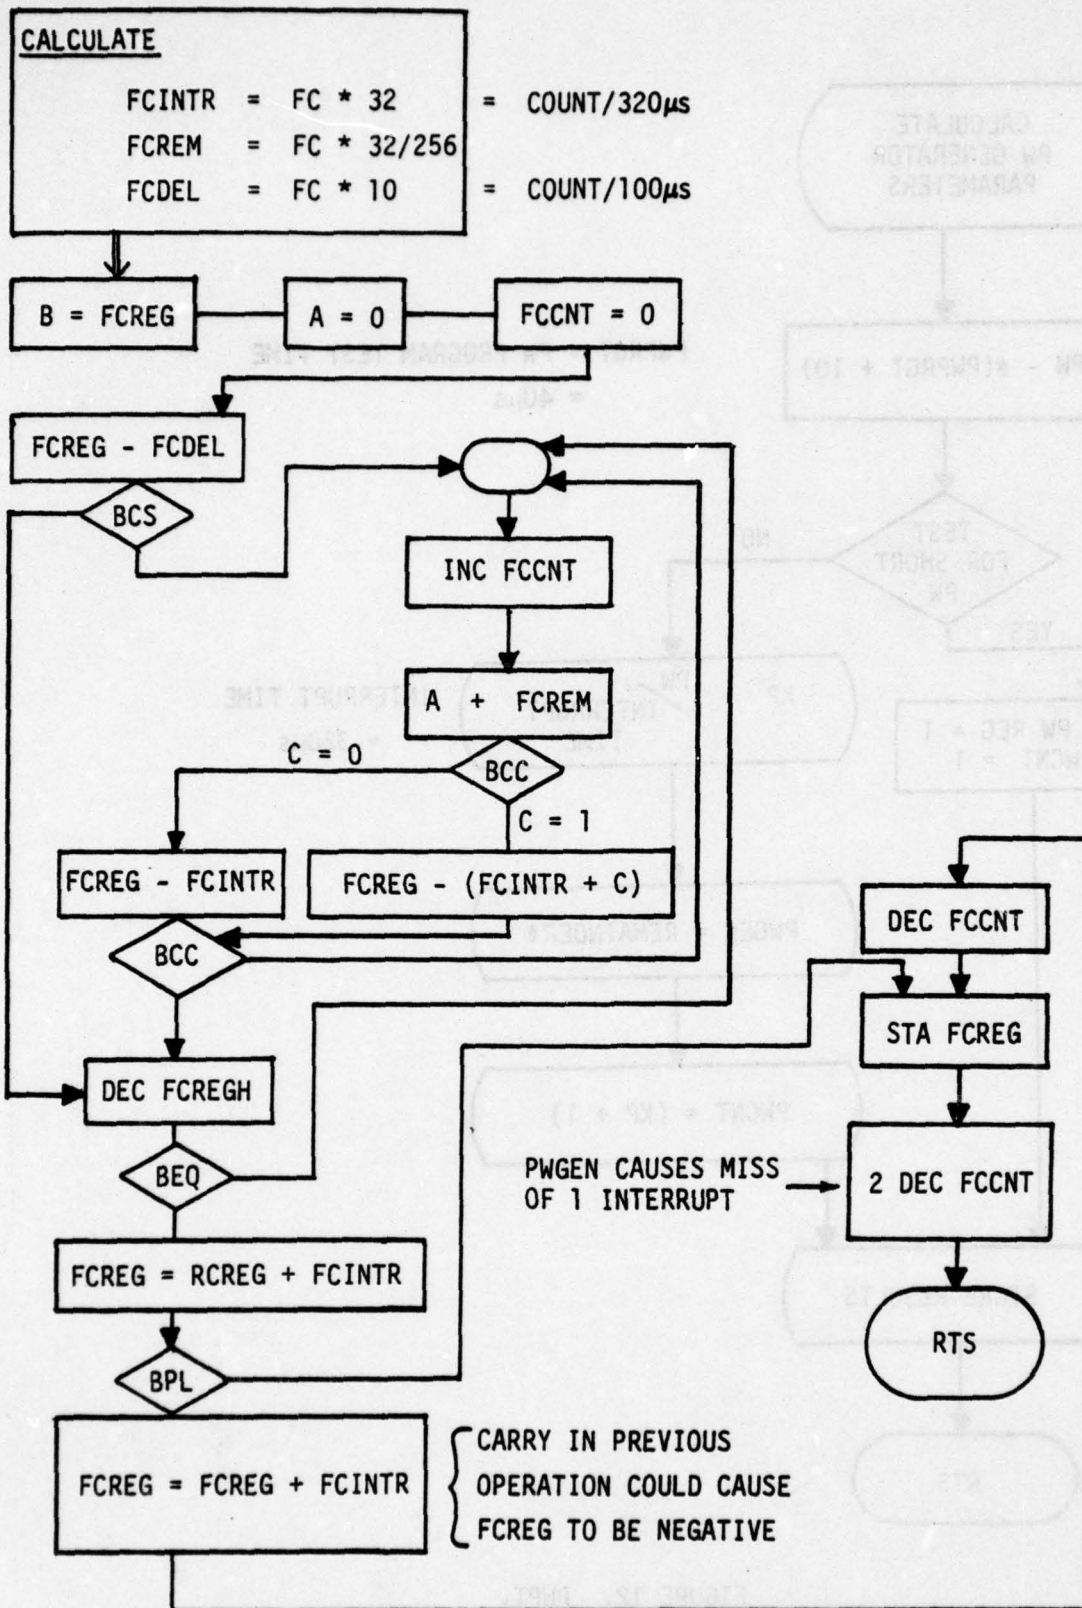 CALCULATE
FCINTR = FC * 32 = COUNT/320µs
FCREM = FC * 32/256
FCDEL = FC * 10 = COUNT/100µs
B = FCREG
A = 0
FCCNT = 0
FCREG - FCDEL
BCS
INC FCCNT
A + FCREM
C = 0
BCC
C = 1
FCREG - FCINTR
FCREG - (FCINTR + C)
BCC
DEC FCREGH
BEQ
FCREG = RCREG + FCINTR
BPL
FCREG = FCREG + FCINTR
CARRY IN PREVIOUS
OPERATION COULD CAUSE
FCREG TO BE NEGATIVE
DEC FCCNT
STA FCREG
PWGEN CAUSES MISS
OF 1 INTERRUPT
2 DEC FCCNT
RTS